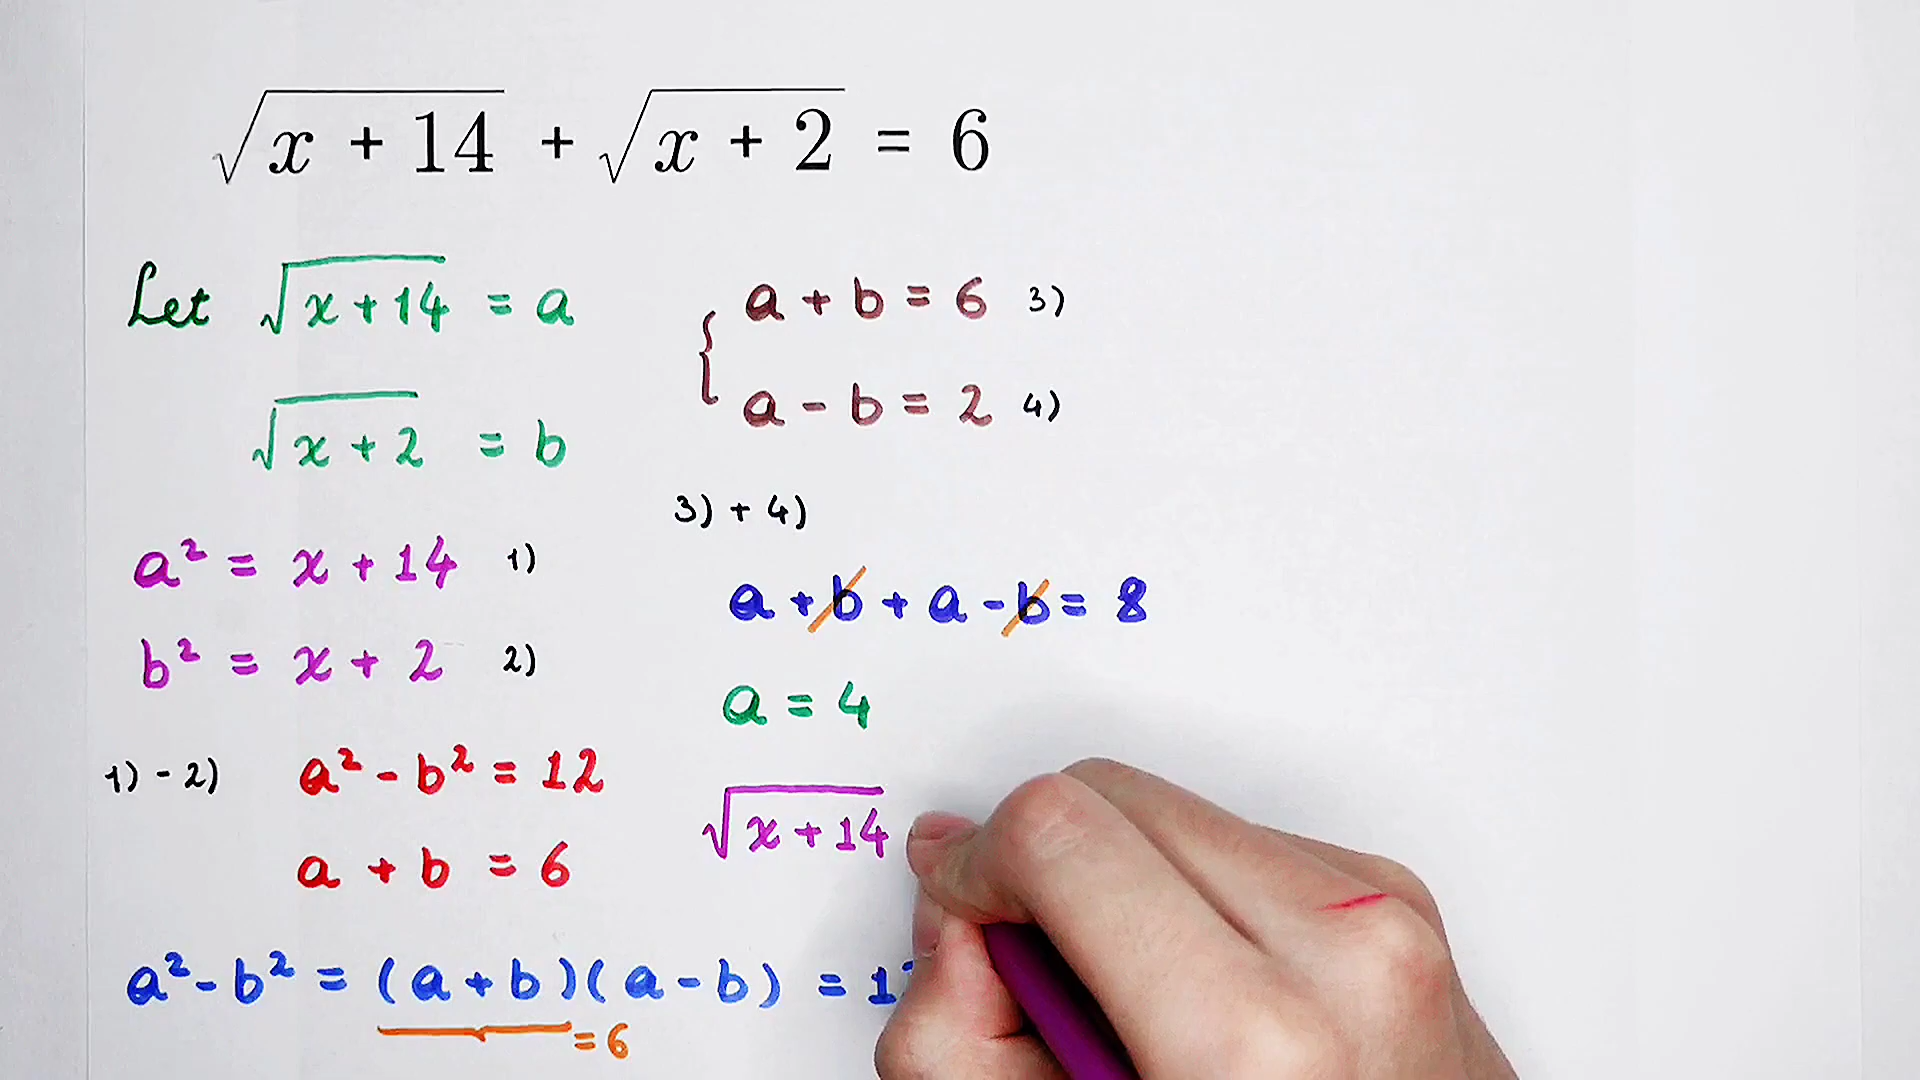 √(x + 14) + √(x + 2) = 6
Let √(x + 14) = a
√(x + 2) = b
a² = x + 14 1)
b² = x + 2 2)
1) - 2) a² - b² = 12
a + b = 6
a² - b² = (a + b)(a - b) = 1
= 6
{ a + b = 6 3)
a - b = 2 4)
3) + 4)
a + b + a - b = 8
a = 4
√(x + 14)